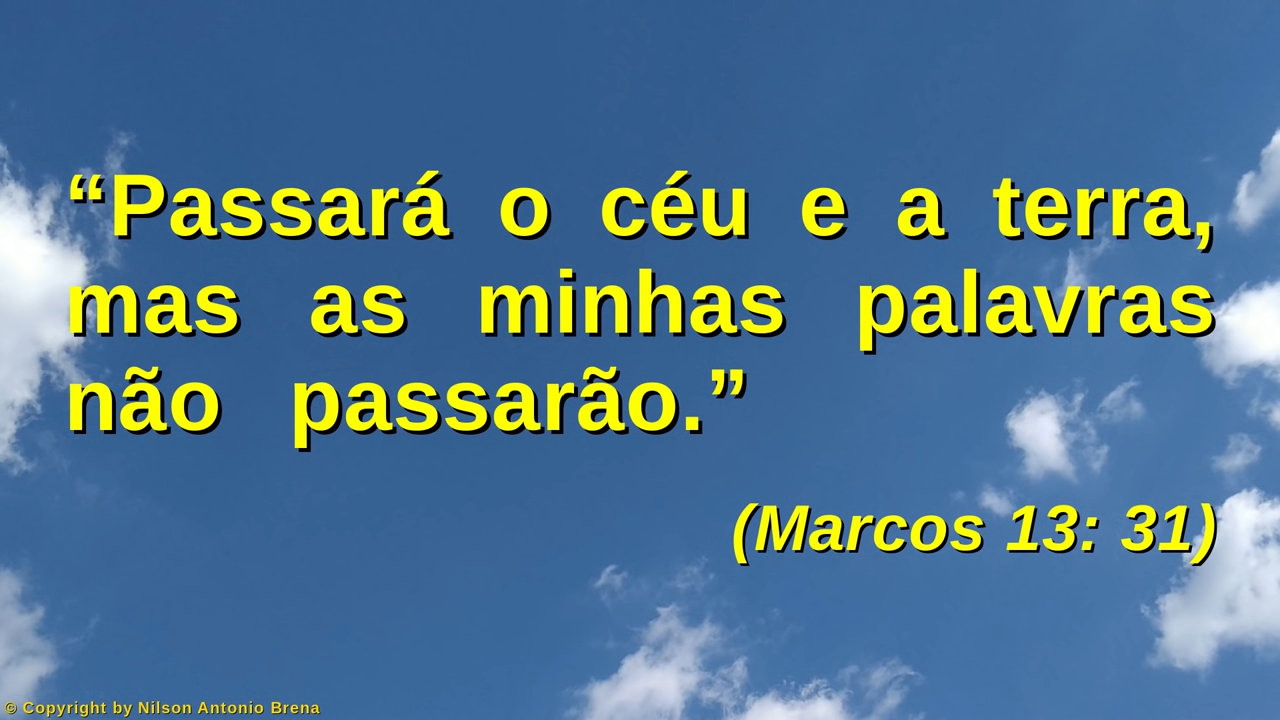 “Passará o céu e a terra,
mas as minhas palavras
não passarão.”
(Marcos 13: 31)
© Copyright by Nilson Antonio Brena